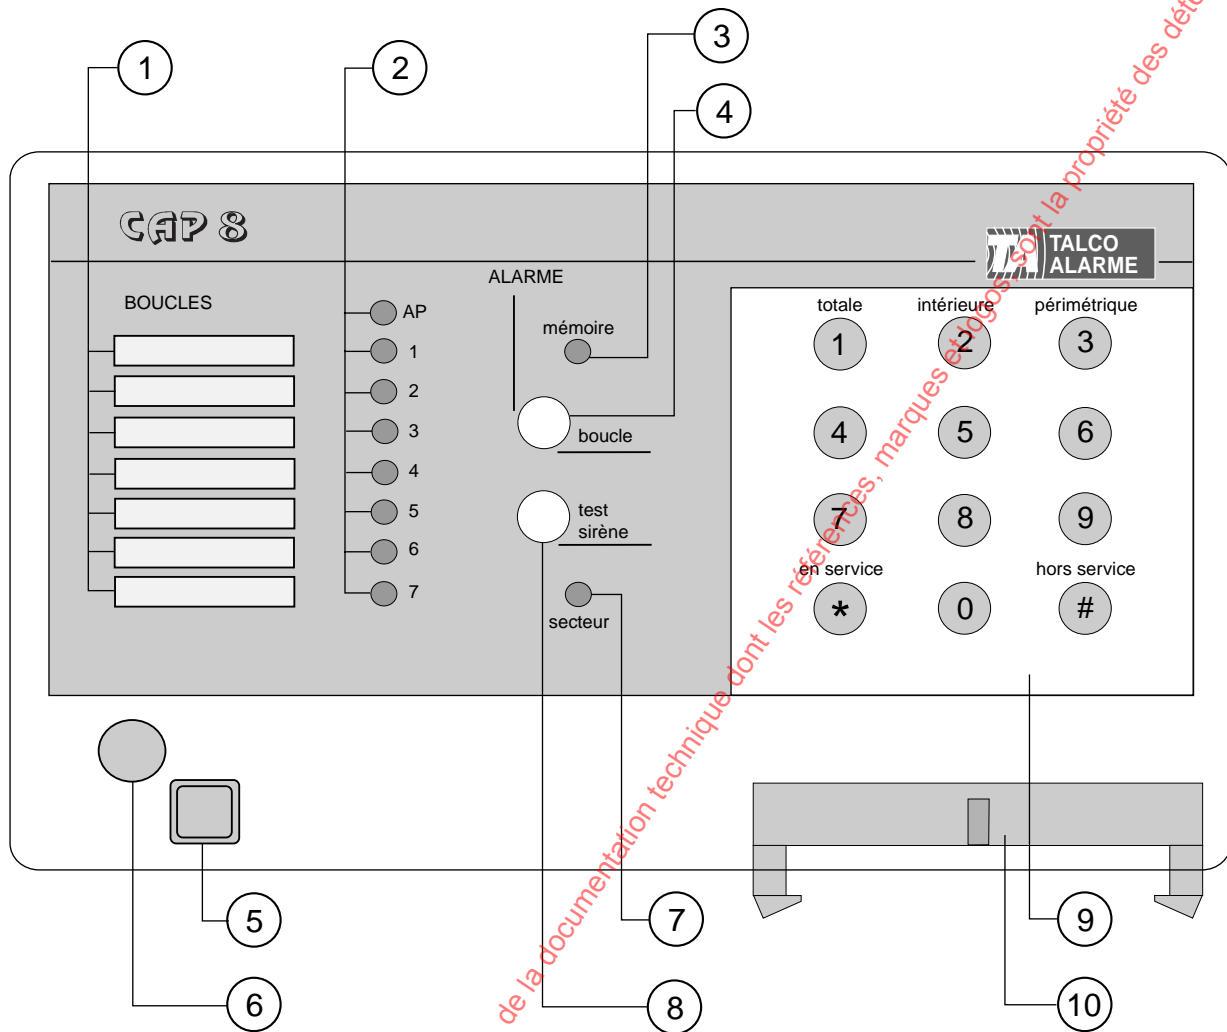 3
1
2
4
CAP 8
TALCO
ALARME
ALARME
BOUCLES
AP
1
2
3
4
5
6
7
mémoire
boucle
test
sirène
secteur
totale
intérieure
périmétrique
1
2
3
4
5
6
7
8
9
en service
hors service
*
0
#
5
7
9
6
8
10
de la documentation technique dont les références, marques et logos, sont la propriété des déte